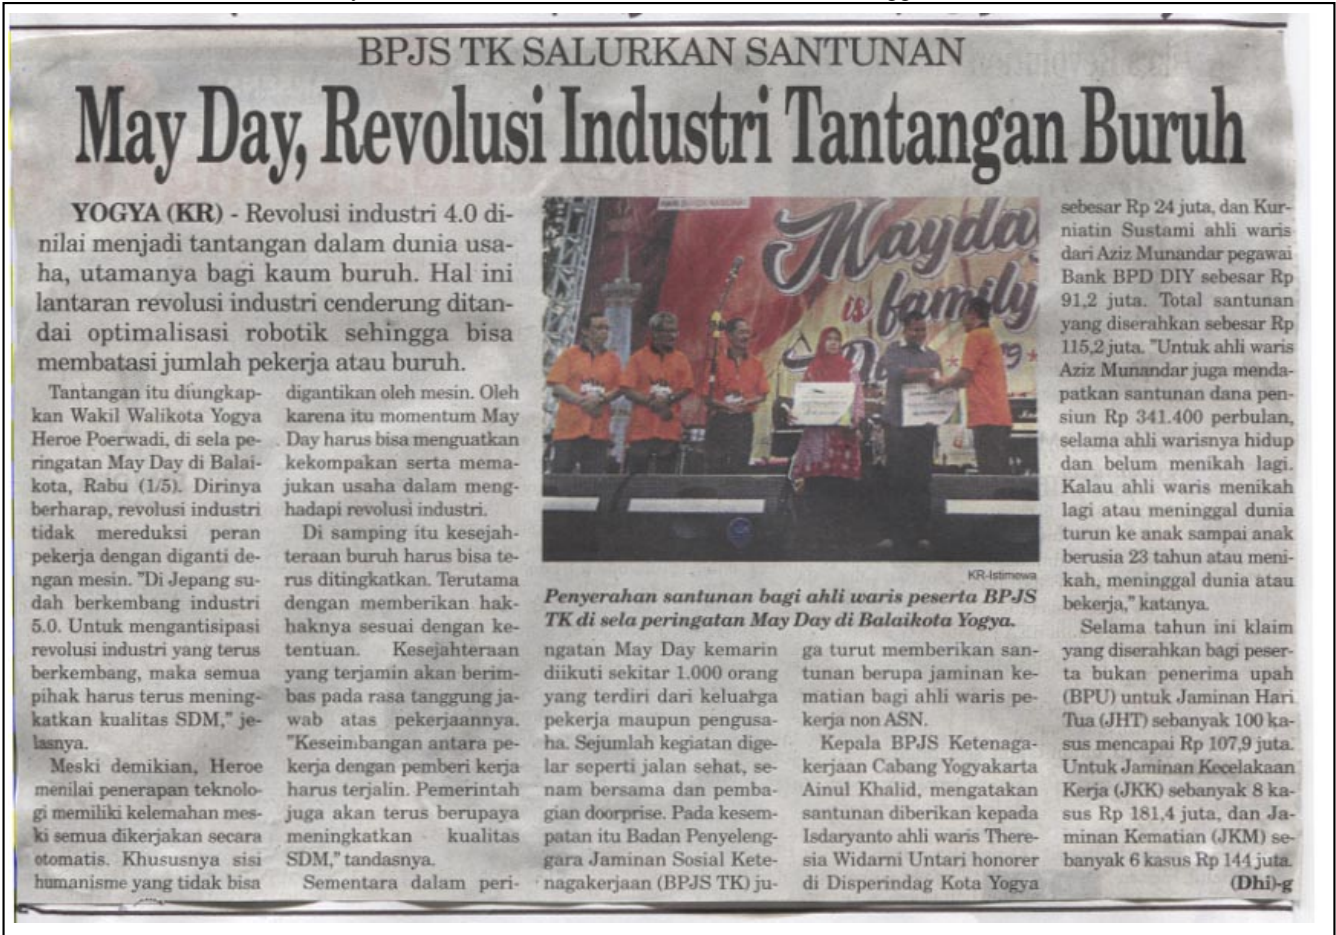 BPJS TK SALURKAN SANTUNAN
May Day, Revolusi Industri Tantangan Buruh
YOGYA (KR) - Revolusi industri 4.0 di-
nilai menjadi tantangan dalam dunia usa-
ha, utamanya bagi kaum buruh. Hal ini
lantaran revolusi industri cenderung ditan-
dai optimalisasi robotik sehingga bisa
membatasi jumlah pekerja atau buruh.
Tantangan itu diungkap-
kan Wakil Walikota Yogya
Heroe Poerwadi, di sela pe-
ringatan May Day di Balai-
kota, Rabu (1/5). Dirinya
berharap, revolusi industri
tidak mereduksi peran
pekerja dengan diganti de-
ngan mesin. "Di Jepang su-
dah berkembang industri
5.0. Untuk mengantisipasi
revolusi industri yang terus
berkembang, maka semua
pihak harus terus mening-
katkan kualitas SDM," je-
lasnya.
Meski demikian, Heroe
menilai penerapan teknolo-
gi memiliki kelemahan mes-
ki semua dikerjakan secara
otomatis. Khususnya sisi
humanisme yang tidak bisa
digantikan oleh mesin. Oleh
karena itu momentum May
Day harus bisa menguatkan
kekompakan serta mema-
jukan usaha dalam meng-
hadapi revolusi industri.
Di samping itu kesejah-
teraan buruh harus bisa te-
rus ditingkatkan. Terutama
dengan memberikan hak-
haknya sesuai dengan ke-
tentuan. Kesejahteraan
yang terjamin akan berim-
bas pada rasa tanggung ja-
wab atas pekerjaannya.
"Keseimbangan antara pe-
kerja dengan pemberi kerja
harus terjalin. Pemerintah
juga akan terus berupaya
meningkatkan kualitas
SDM," tandasnya.
Sementara dalam peri-
Mayday
is family
KR-Istimewa
Penyerahan santunan bagi ahli waris peserta BPJS
TK di sela peringatan May Day di Balaikota Yogya.
ngatan May Day kemarin
diikuti sekitar 1.000 orang
yang terdiri dari keluarga
pekerja maupun pengusa-
ha. Sejumlah kegiatan dige-
lar seperti jalan sehat, se-
nam bersama dan pemba-
gian doorprise. Pada kesem-
patan itu Badan Penyeleng-
gara Jaminan Sosial Kete-
nagakerjaan (BPJS TK) ju-
ga turut memberikan san-
tunan berupa jaminan ke-
matian bagi ahli waris pe-
kerja non ASN.
Kepala BPJS Ketenaga-
kerjaan Cabang Yogyakarta
Ainul Khalid, mengatakan
santunan diberikan kepada
Isdaryanto ahli waris There-
sia Widarni Untari honorer
di Disperindag Kota Yogya
sebesar Rp 24 juta, dan Kur-
niatin Sustami ahli waris
dari Aziz Munandar pegawai
Bank BPD DIY sebesar Rp
91,2 juta. Total santunan
yang diserahkan sebesar Rp
115,2 juta. "Untuk ahli waris
Aziz Munandar juga menda-
patkan santunan dana pen-
siun Rp 341.400 perbulan,
selama ahli warisnya hidup
dan belum menikah lagi.
Kalau ahli waris menikah
lagi atau meninggal dunia
turun ke anak sampai anak
berusia 23 tahun atau meni-
kah, meninggal dunia atau
bekerja," katanya.
Selama tahun ini klaim
yang diserahkan bagi peser-
ta bukan penerima upah
(BPU) untuk Jaminan Hari
Tua (JHT) sebanyak 100 ka-
sus mencapai Rp 107,9 juta.
Untuk Jaminan Kecelakaan
Kerja (JKK) sebanyak 8 ka-
sus Rp 181,4 juta, dan Ja-
minan Kematian (JKM) se-
banyak 6 kasus Rp 144 juta.
(Dhi)-g